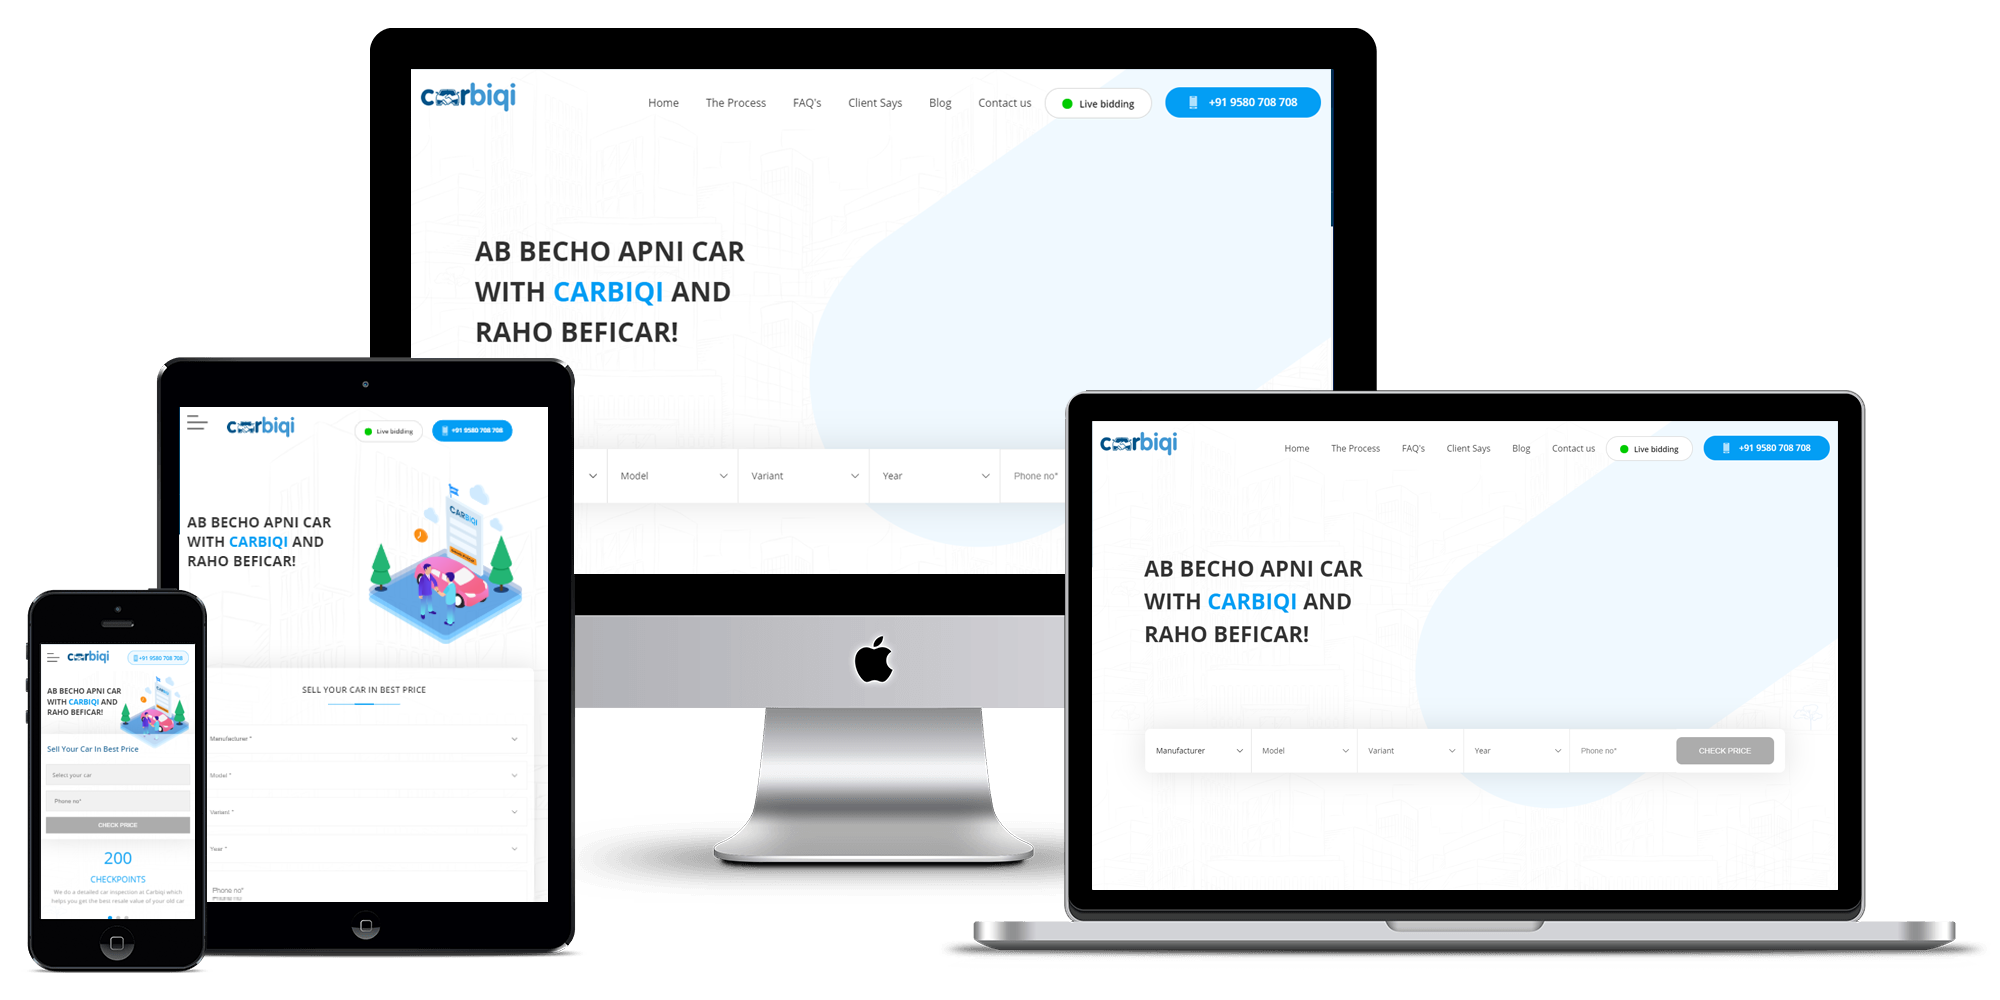 carbiqi
Home The Process FAQ's Client Says Blog Contact us Live bidding +91 9580 708 708
AB BECHO APNI CAR
WITH CARBIQI AND
RAHO BEFICAR!
Model Variant Year Phone no*
carbiqi Live bidding +91 9580 708 708
AB BECHO APNI CAR
WITH CARBIQI AND
RAHO BEFICAR!
CARBIQI
SELL YOUR CAR IN BEST PRICE
Manufacturer *
Model *
Variant *
Year *
Phone no*
Phone no
carbiqi +91 9580 708 708
AB BECHO APNI CAR
WITH CARBIQI AND
RAHO BEFICAR!
Sell Your Car In Best Price
Select your car
Phone no*
CHECK PRICE
200
CHECKPOINTS
We do a detailed car inspection at Carbiqi which
helps you get the best resale value of your old car
carbiqi
Home The Process FAQ's Client Says Blog Contact us Live bidding +91 9580 708 708
AB BECHO APNI CAR
WITH CARBIQI AND
RAHO BEFICAR!
Manufacturer Model Variant Year Phone no* CHECK PRICE